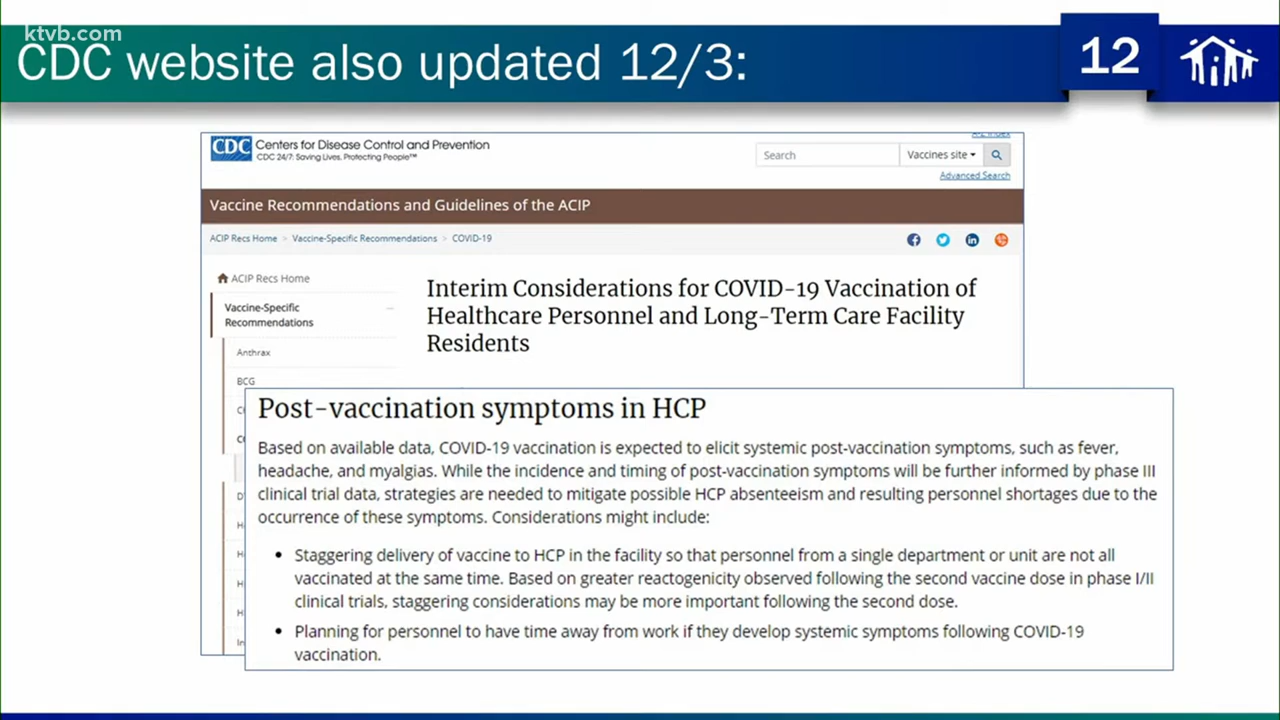 ktvb.com
CDC website also updated 12/3:
12
CDC Centers for Disease Control and Prevention
CDC 24/7: Saving Lives, Protecting People™
Search
Vaccines site
Advanced Search
Vaccine Recommendations and Guidelines of the ACIP
ACIP Recs Home > Vaccine-Specific Recommendations > COVID-19
ACIP Recs Home
Vaccine-Specific
Recommendations
Anthrax
BCG
Interim Considerations for COVID-19 Vaccination of
Healthcare Personnel and Long-Term Care Facility
Residents
Post-vaccination symptoms in HCP
Based on available data, COVID-19 vaccination is expected to elicit systemic post-vaccination symptoms, such as fever,
headache, and myalgias. While the incidence and timing of post-vaccination symptoms will be further informed by phase III
clinical trial data, strategies are needed to mitigate possible HCP absenteeism and resulting personnel shortages due to the
occurrence of these symptoms. Considerations might include:
• Staggering delivery of vaccine to HCP in the facility so that personnel from a single department or unit are not all
vaccinated at the same time. Based on greater reactogenicity observed following the second vaccine dose in phase I/II
clinical trials, staggering considerations may be more important following the second dose.
• Planning for personnel to have time away from work if they develop systemic symptoms following COVID-19
vaccination.